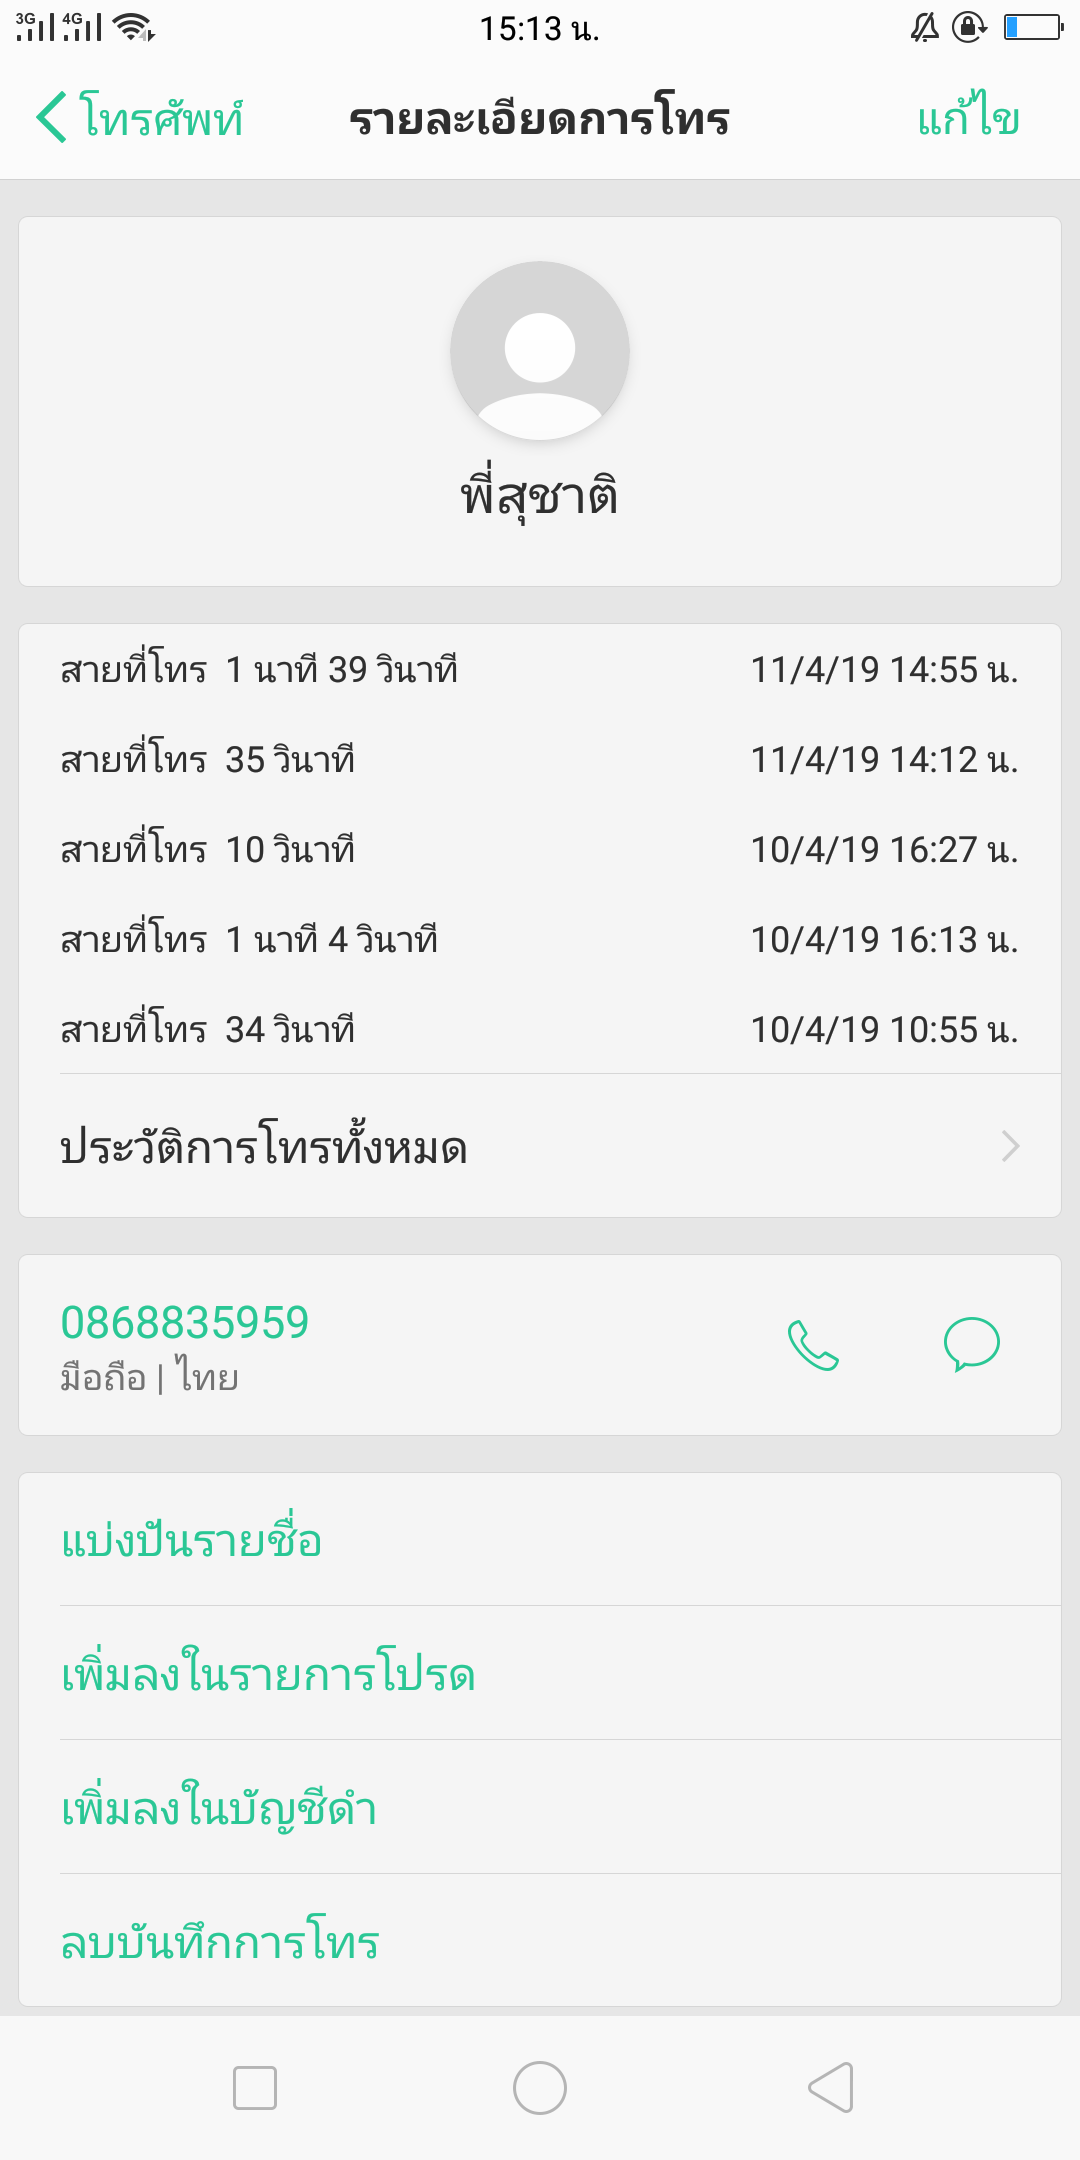 3G 4G 15:13 น.
โทรศัพท์ รายละเอียดการโทร แก้ไข
พี่สุชาติ
สายที่โทร 1 นาที 39 วินาที 11/4/19 14:55 น.
สายที่โทร 35 วินาที 11/4/19 14:12 น.
สายที่โทร 10 วินาที 10/4/19 16:27 น.
สายที่โทร 1 นาที 4 วินาที 10/4/19 16:13 น.
สายที่โทร 34 วินาที 10/4/19 10:55 น.
ประวัติการโทรทั้งหมด
0868835959
มือถือ | ไทย
แบ่งปันรายชื่อ
เพิ่มลงในรายการโปรด
เพิ่มลงในบัญชีดำ
ลบบันทึกการโทร